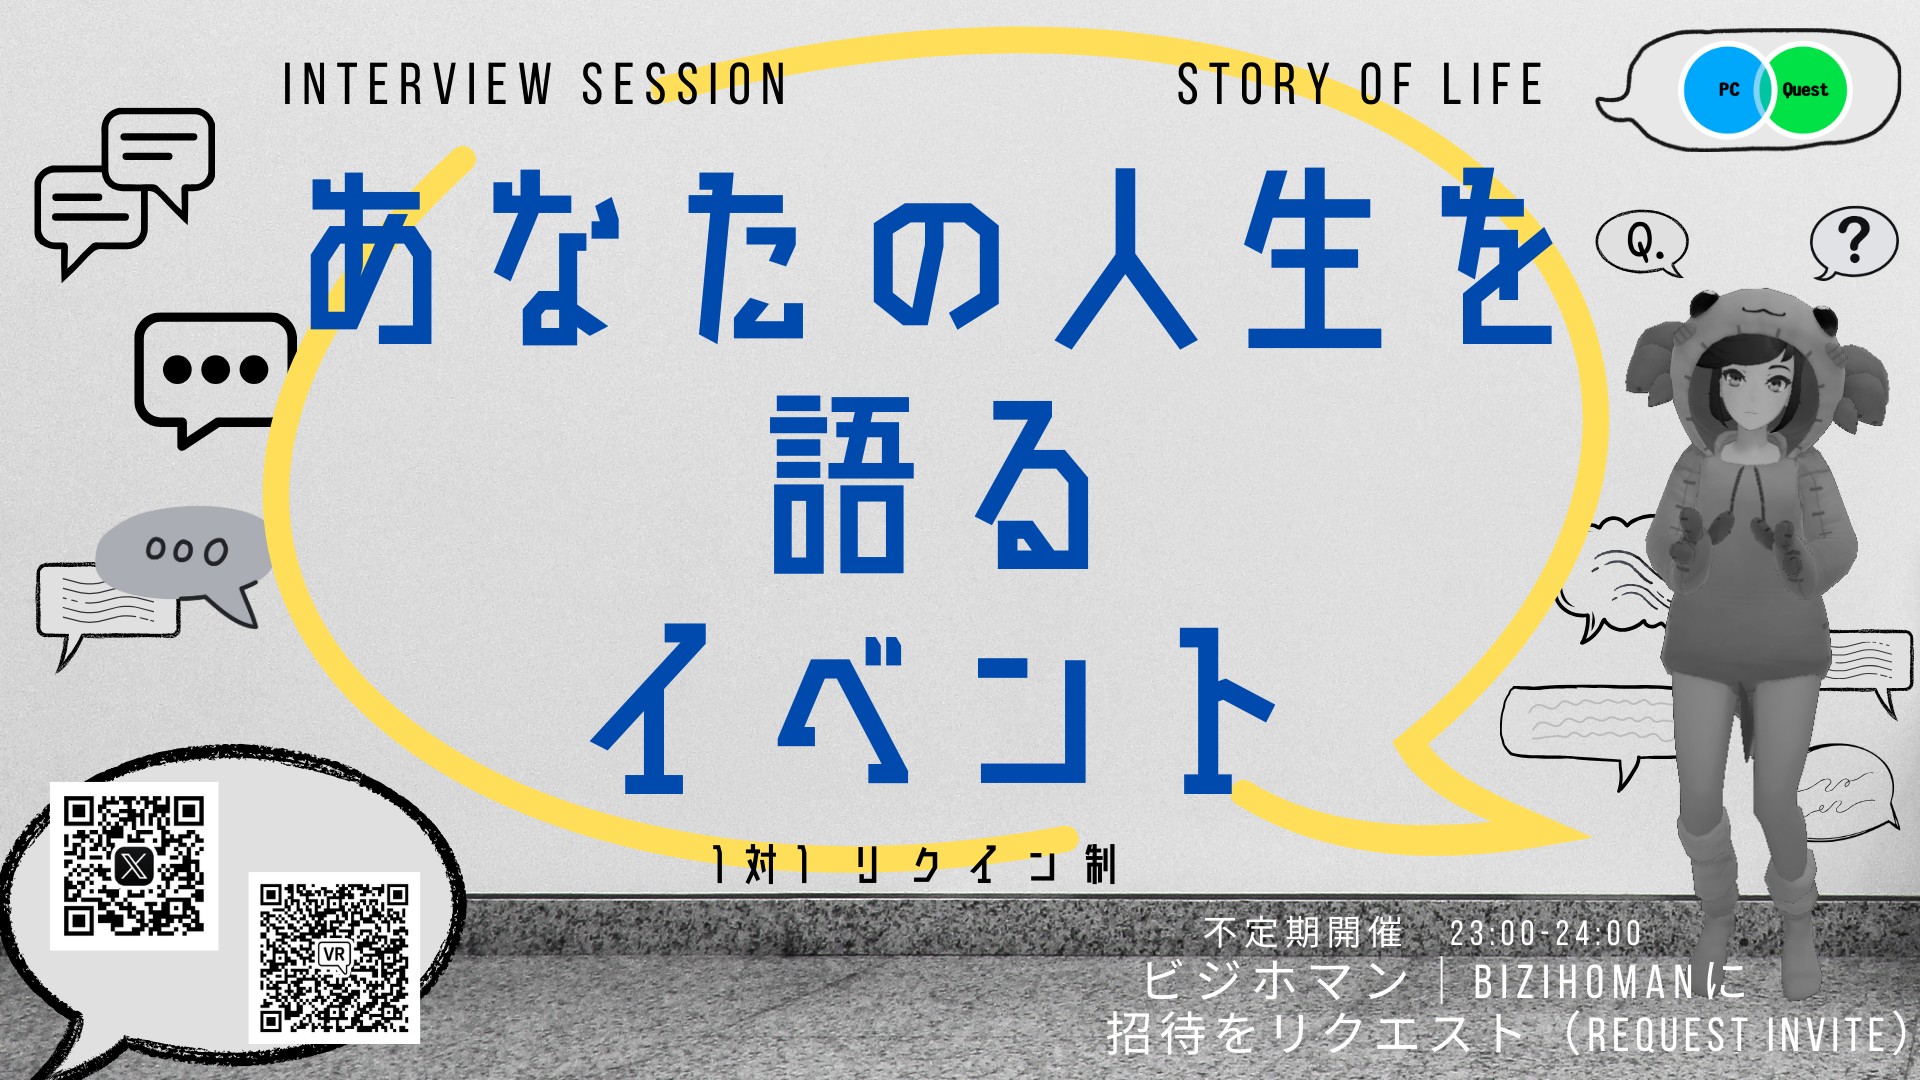 INTERVIEW SESSION
STORY OF LIFE
PC
Quest
あなたの人生を
Q.
?
語る
イベント
1対1 リクイン制
VR
不定期開催 23:00-24:00
ビジホマン｜BIZIHOMANに
招待をリクエスト（REQUEST INVITE）